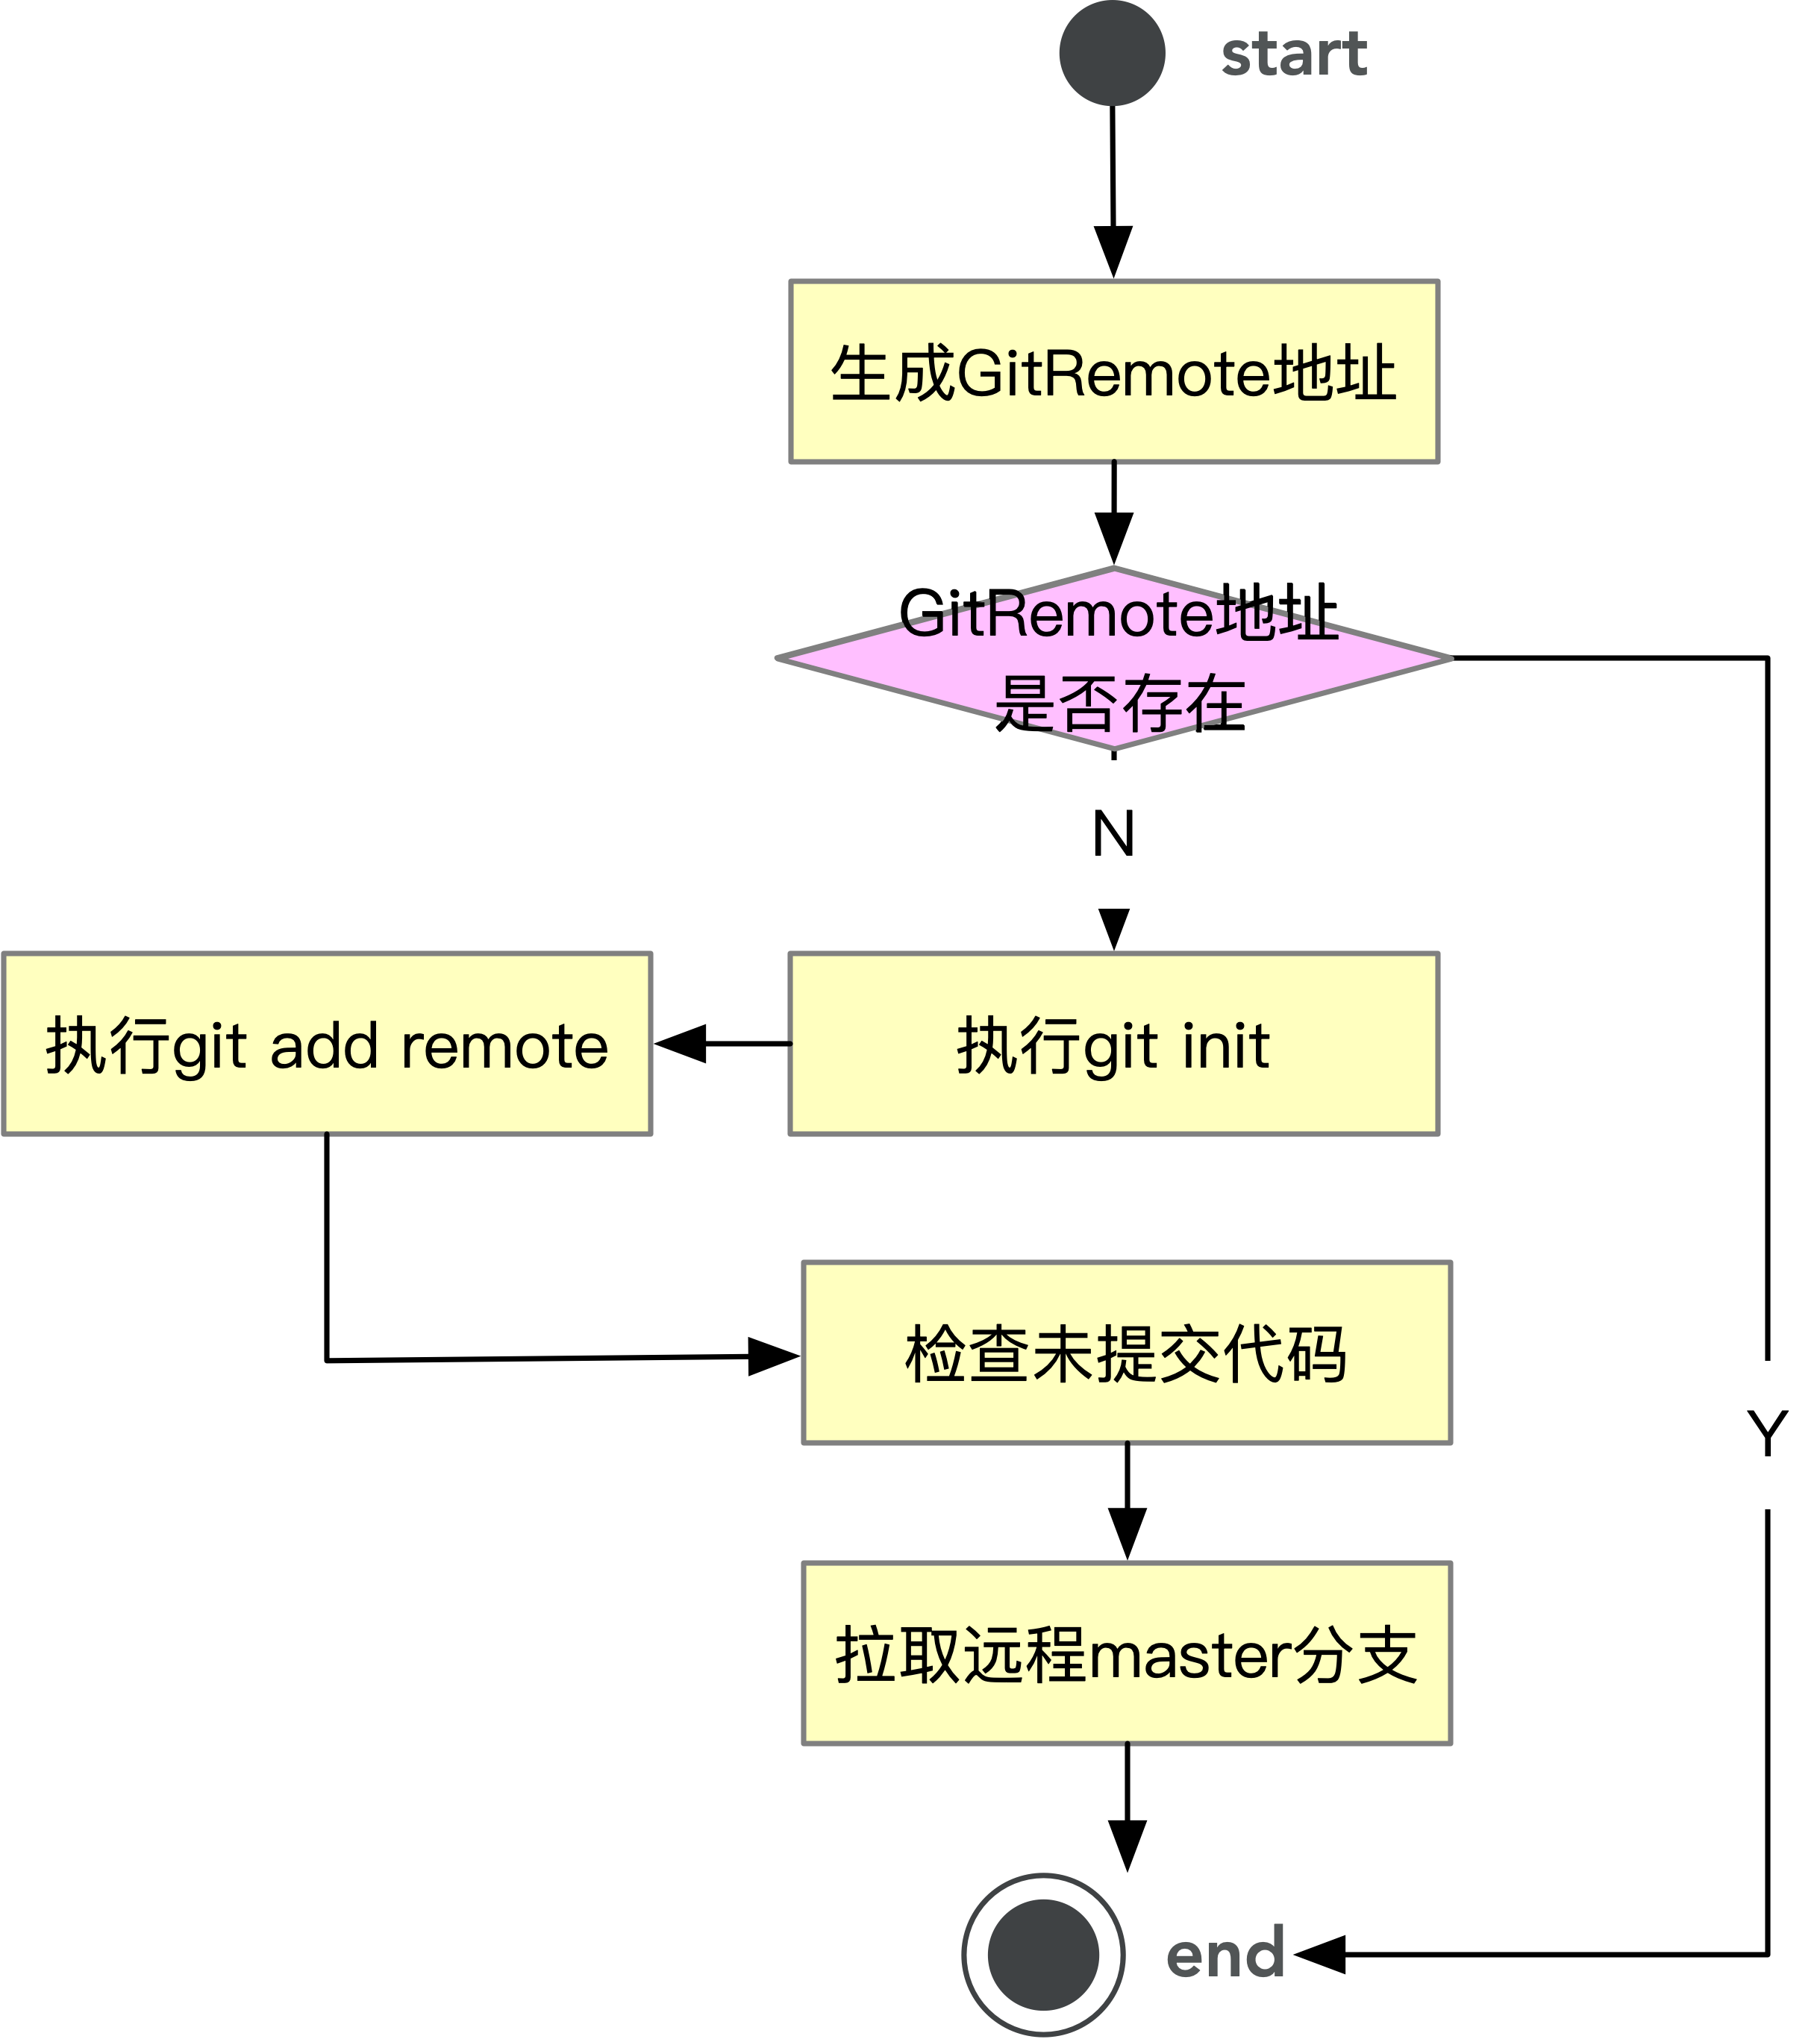 start
生成GitRemote地址
GitRemote地址
是否存在
N
执行git add remote
执行git init
检查未提交代码
Y
拉取远程master分支
end